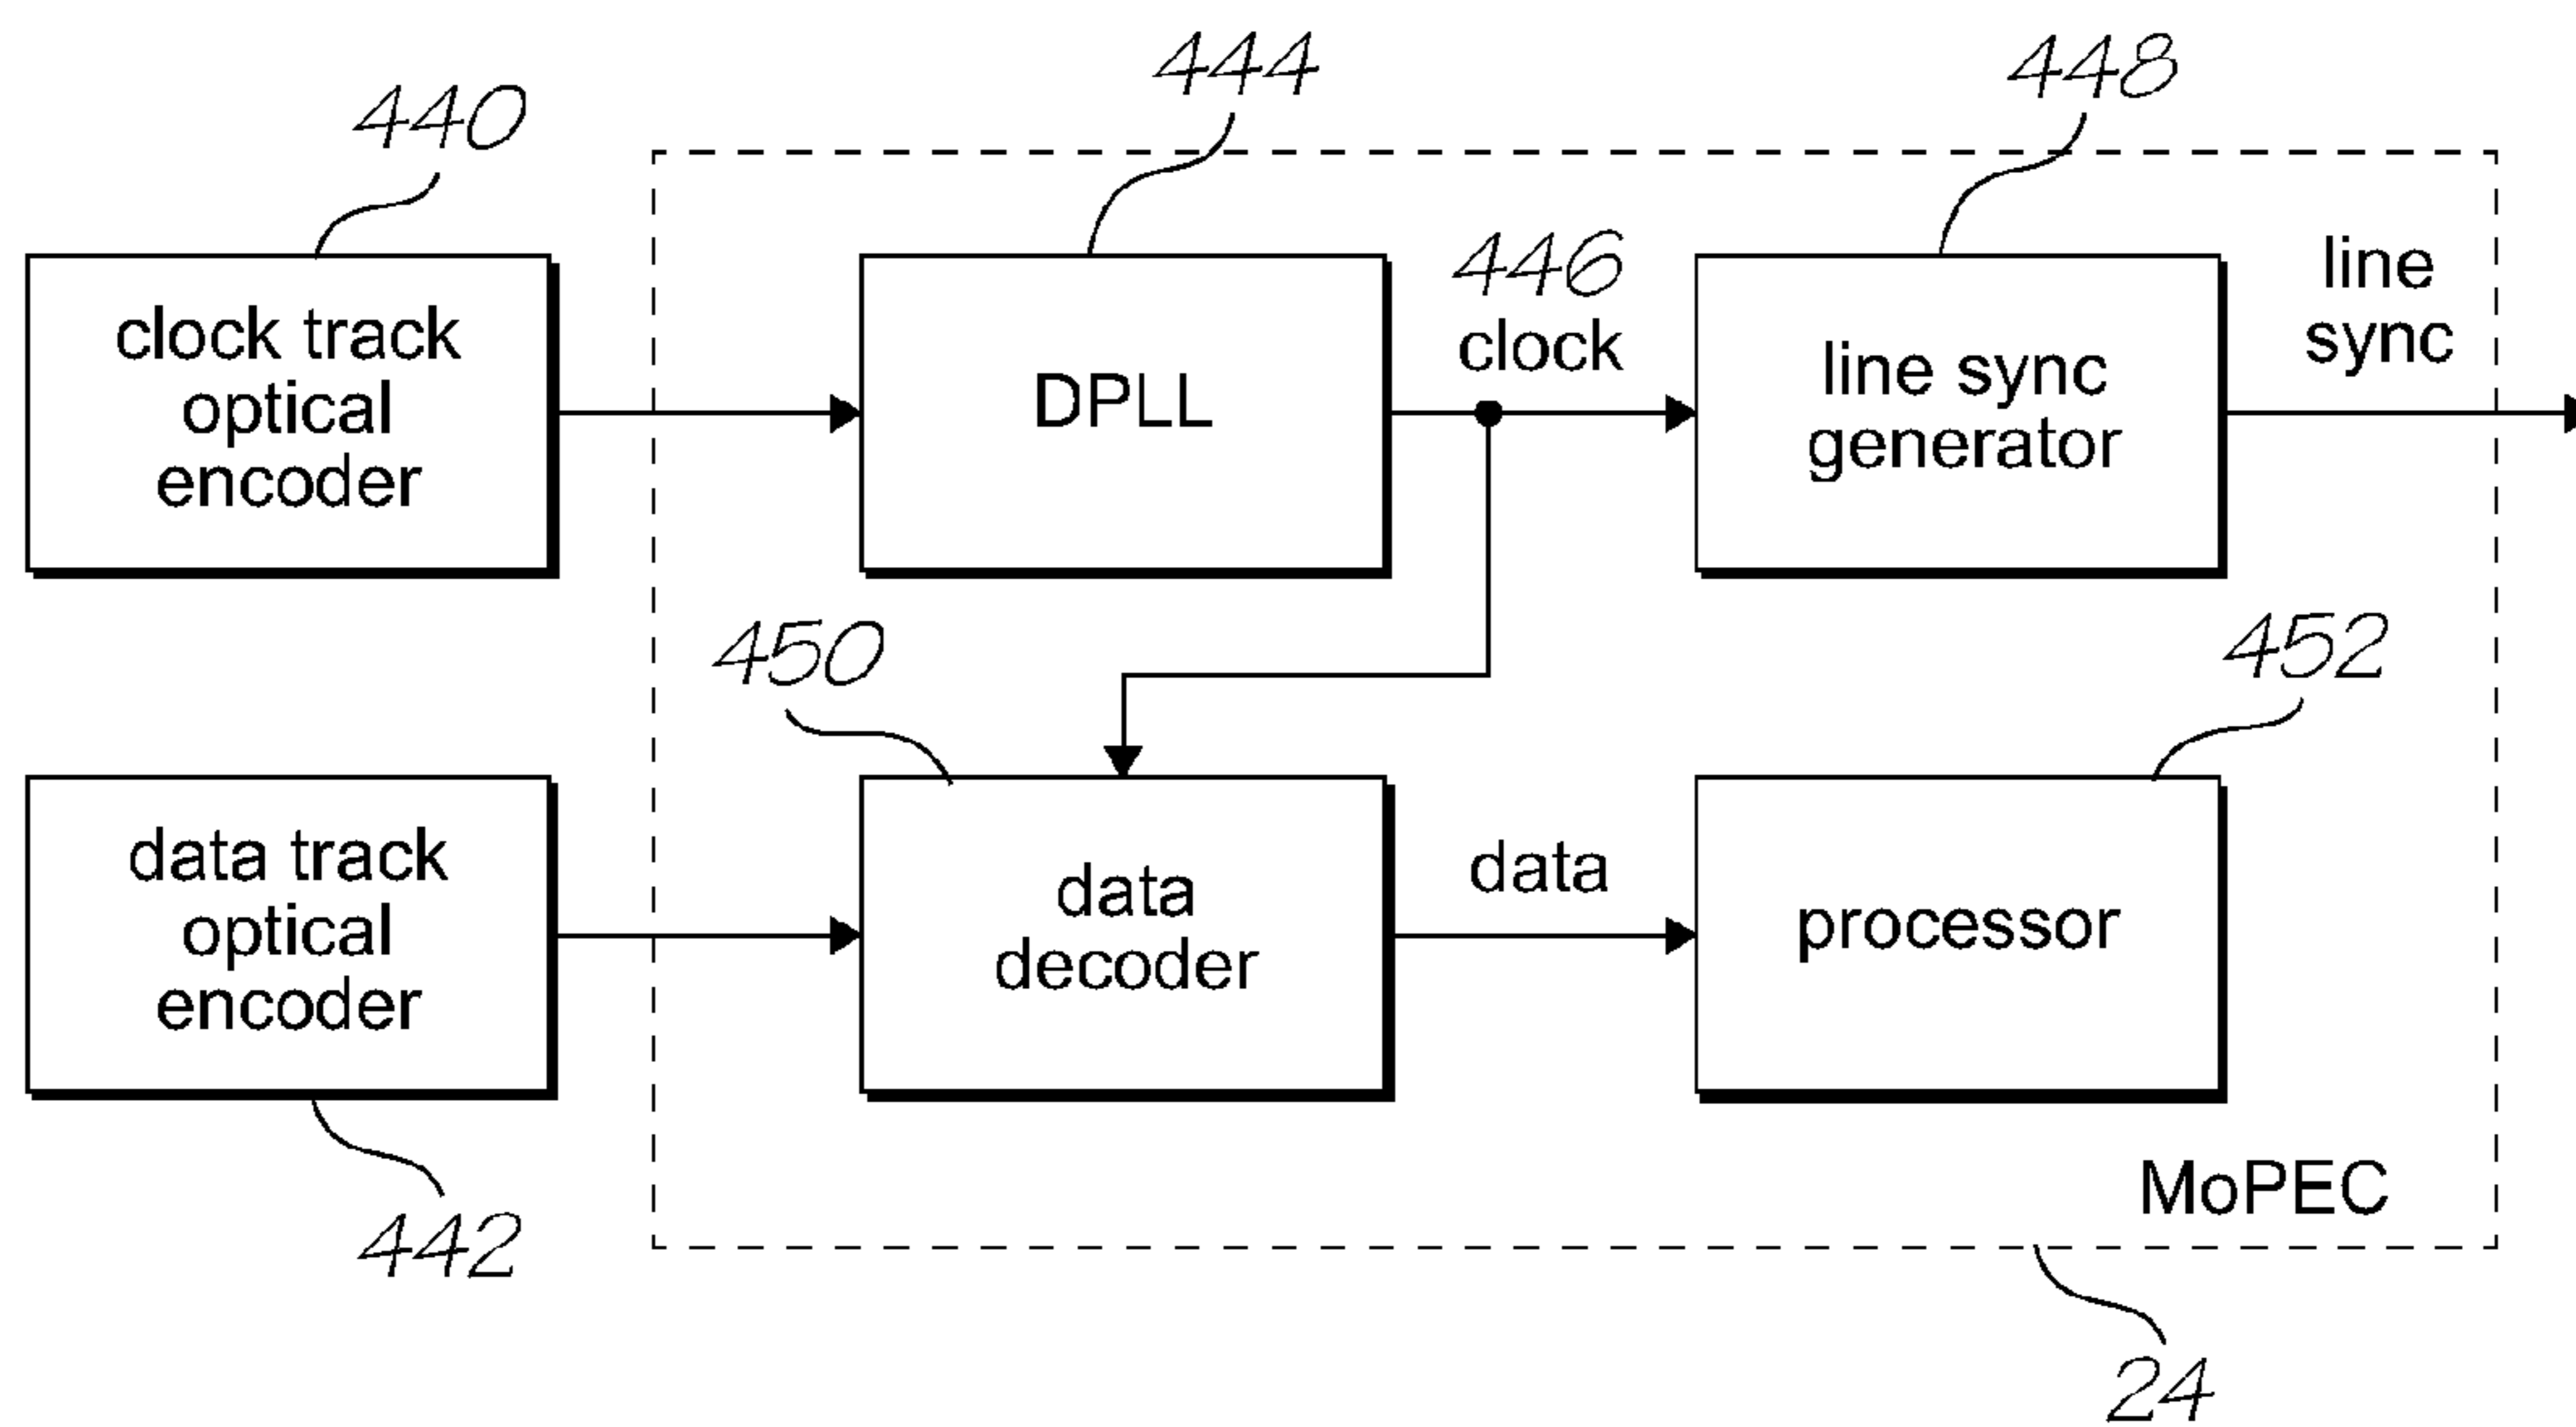 444
448
440
446
clock
line
sync
clock track
optical
encoder
DPLL
line sync
generator
450
452
data track
optical
encoder
data
decoder
data
processor
MoPEC
442
24